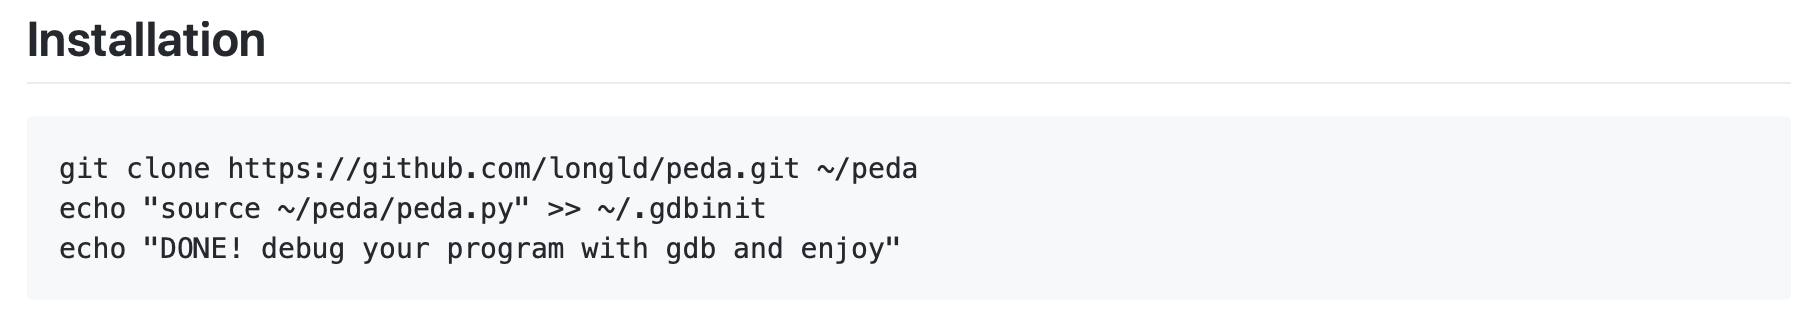 Installation
git clone https://github.com/longld/peda.git ~/peda
echo "source ~/peda/peda.py" >> ~/.gdbinit
echo "DONE! debug your program with gdb and enjoy"